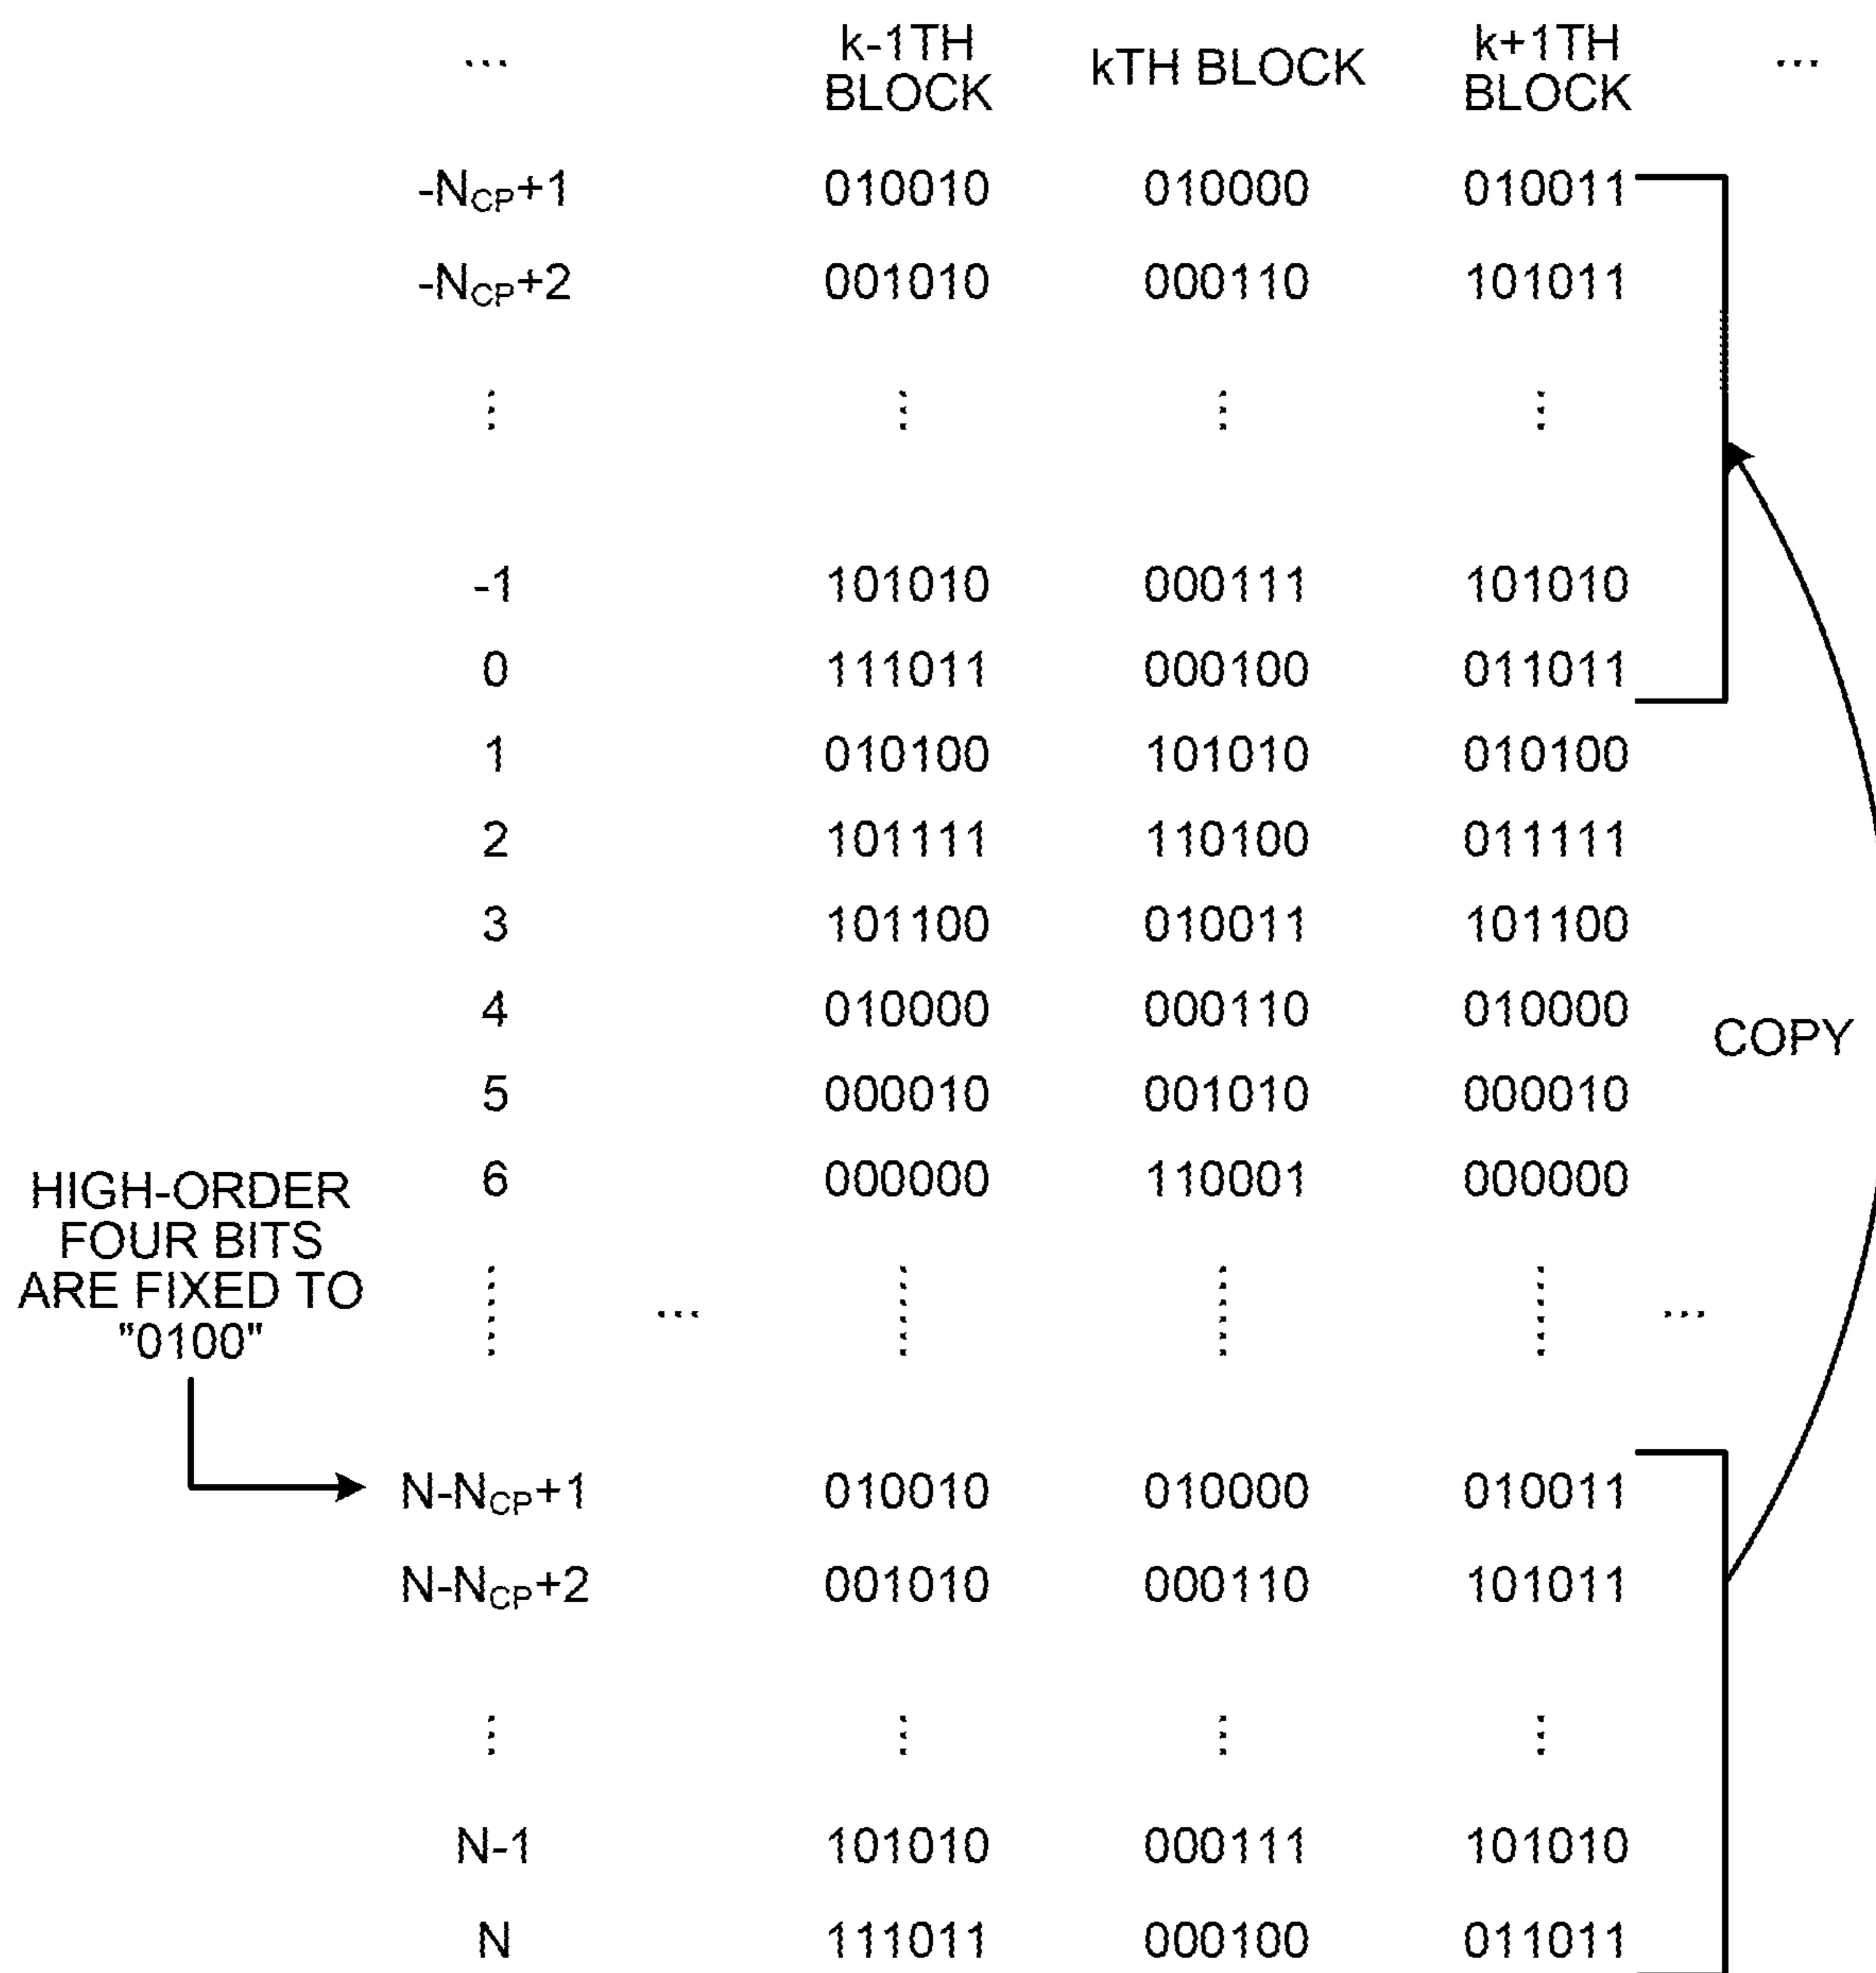 ... k-1TH BLOCK kTH BLOCK k+1TH BLOCK ...
-NCP+1 010010 010000 010011
-NCP+2 001010 000110 101011
-1 101010 000111 101010
0 111011 000100 011011
1 010100 101010 010100
2 101111 110100 011111
3 101100 010011 101100
4 010000 000110 010000
COPY
5 000010 001010 000010
6 000000 110001 000000
HIGH-ORDER
FOUR BITS
ARE FIXED TO
"0100"
... ...
N-NCP+1 010010 010000 010011
N-NCP+2 001010 000110 101011
N-1 101010 000111 101010
N 111011 000100 011011